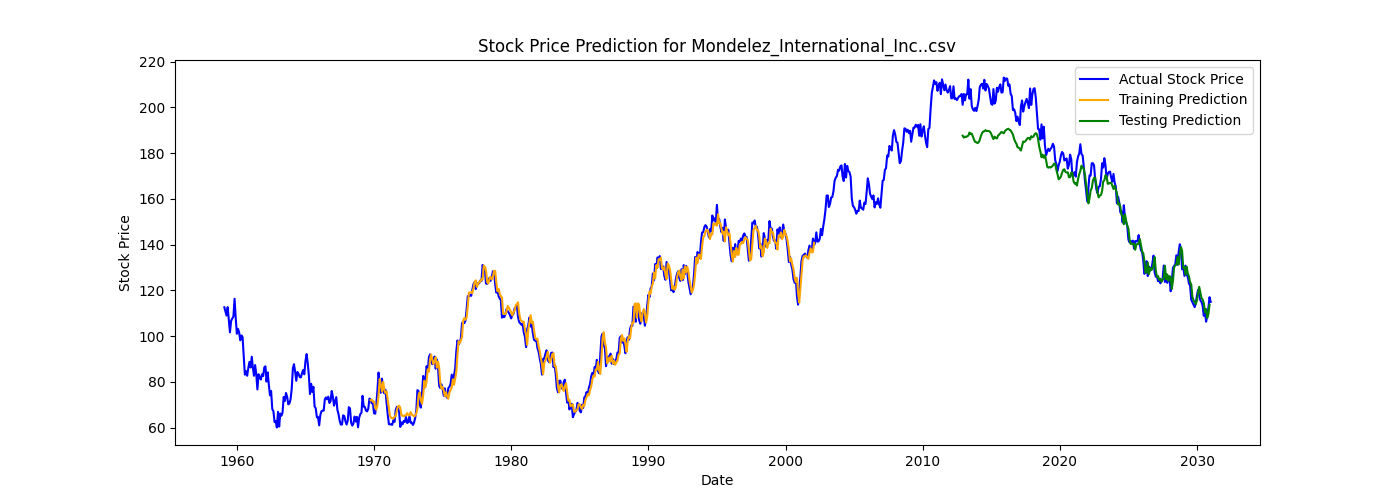 Stock Price Prediction for Mondelez_International_Inc..csv
220
200
180
160
140
120
100
80
60
Stock Price
Actual Stock Price
Training Prediction
Testing Prediction
1960 1970 1980 1990 2000 2010 2020 2030
Date